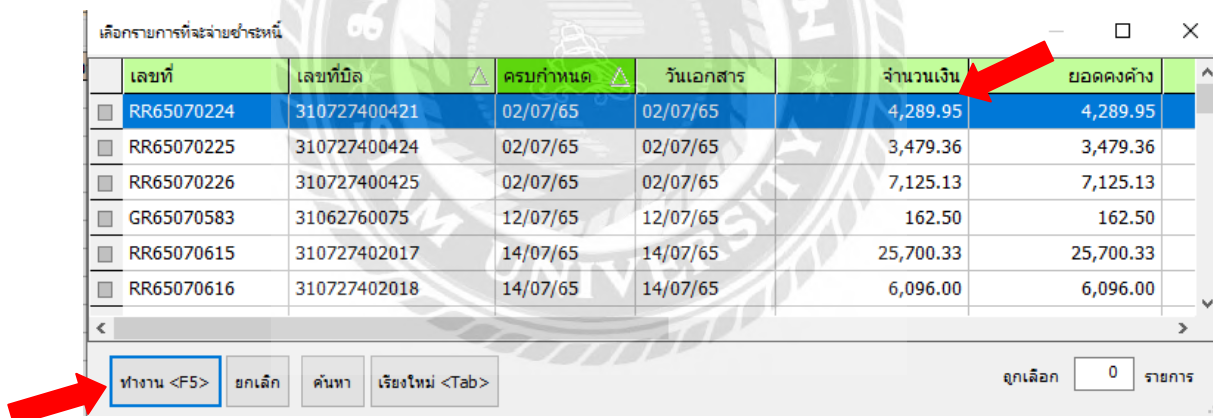 เลือกรายการที่จะจ่ายชำระหนี้
เลขที่ เลขที่บิล ครบกำหนด วันเอกสาร จำนวนเงิน ยอดคงค้าง
RR65070224 310727400421 02/07/65 02/07/65 4,289.95 4,289.95
RR65070225 310727400424 02/07/65 02/07/65 3,479.36 3,479.36
RR65070226 310727400425 02/07/65 02/07/65 7,125.13 7,125.13
GR65070583 31062760075 12/07/65 12/07/65 162.50 162.50
RR65070615 310727402017 14/07/65 14/07/65 25,700.33 25,700.33
RR65070616 310727402018 14/07/65 14/07/65 6,096.00 6,096.00
ทำงาน <F5> ยกเลิก ค้นหา เรียงใหม่ <Tab> ถูกเลือก 0 รายการ
SIAM UNIVERSITY